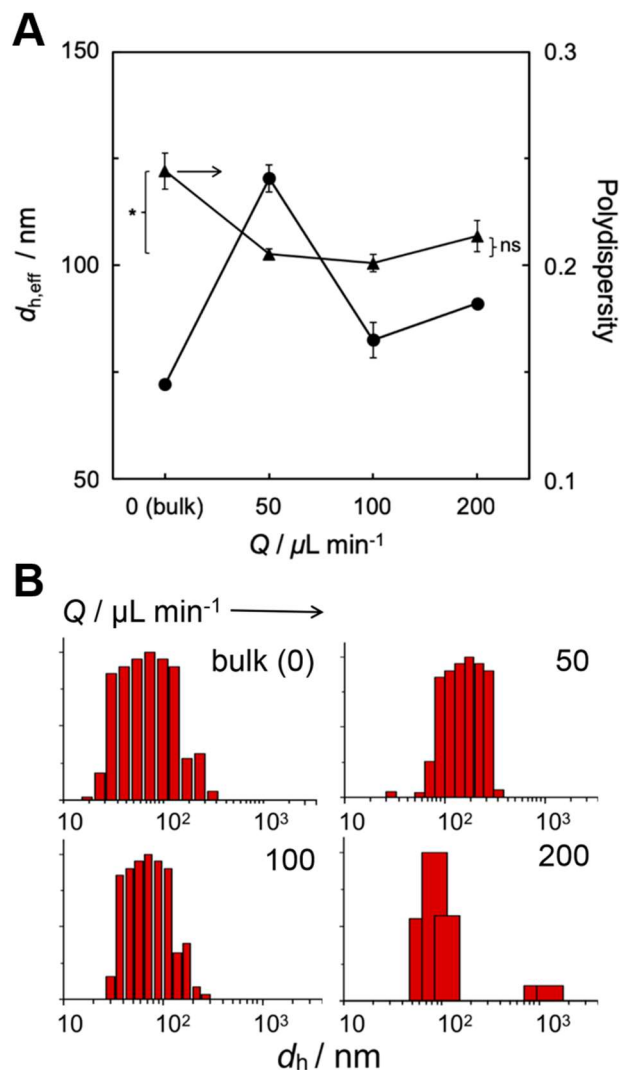 A
150
0.3
d_h,eff / nm
*
100
ns
0.2
Polydispersity
50
0.1
0 (bulk) 50 100 200
Q / µL min⁻¹
B
Q / µL min⁻¹
bulk (0)
50
10 10² 10³
10 10² 10³
100
200
10 10² 10³
10 10² 10³
d_h / nm